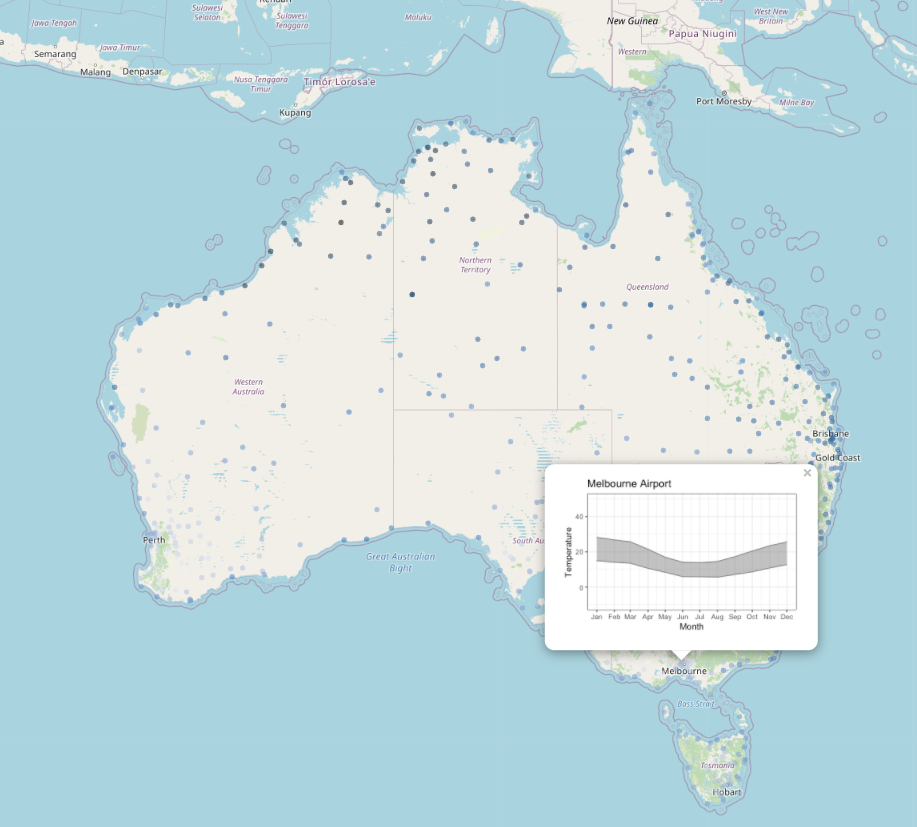 Sulawesi
Selatan
Kendari
Sulawesi
Tenggara
Maluku
New Guinea
West New
Britain
Jawa Tengah
Papua Niugini
Semarang
Jawa Timur
Western
Malang
Denpasar
Nusa Tenggara
Timur
Timór Lorosa'e
Kupang
Port Moresby
Milne Bay
Northern
Territory
Queensland
Western
Australia
Brisbane
Gold Coast
Perth
Great Australian
Bight
South Au
×
Melbourne Airport
Temperature
40
20
0
Jan Feb Mar Apr May Jun Jul Aug Sep Oct Nov Dec
Month
Melbourne
Bass Strait
Tasmania
Hobart